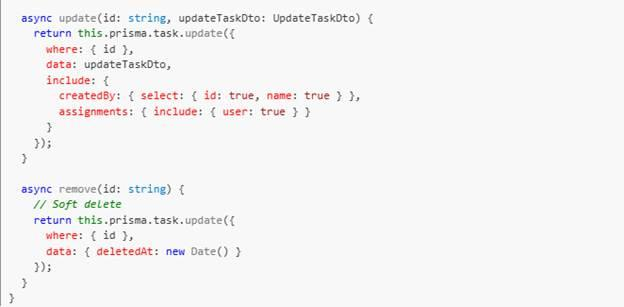 async update(id: string, updateTaskDto: UpdateTaskDto) {
return this.prisma.task.update({
where: { id },
data: updateTaskDto,
include: {
createdBy: { select: { id: true, name: true } },
assignments: { include: { user: true } }
}
});
}
async remove(id: string) {
// Soft delete
return this.prisma.task.update({
where: { id },
data: { deletedAt: new Date() }
});
}
}